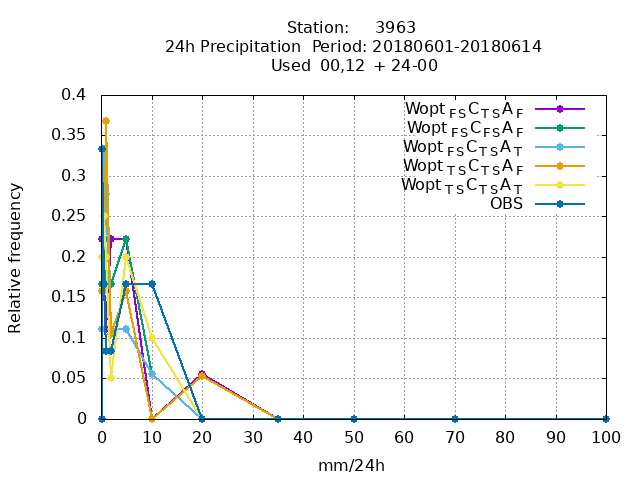 Station: 3963
24h Precipitation Period: 20180601-20180614
Used 00,12 + 24-00
Relative frequency
0.4
0.35
0.3
0.25
0.2
0.15
0.1
0.05
0
Wopt FS C TS A F
Wopt FS C FS A F
Wopt FS C TS A T
Wopt TS C TS A F
Wopt TS C TS A T
OBS
0 10 20 30 40 50 60 70 80 90 100
mm/24h